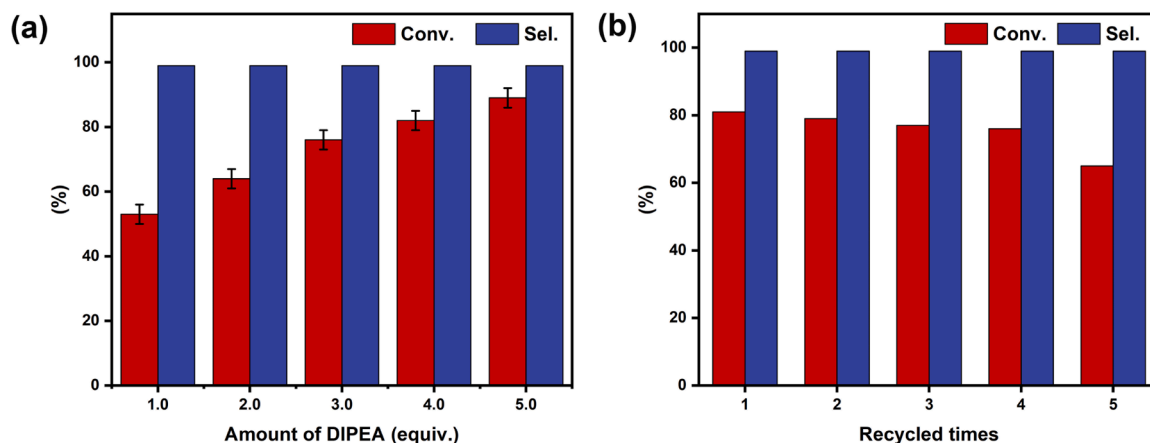 (a)
Conv. Sel.
100
80
60
40
20
0
(%)
1.0 2.0 3.0 4.0 5.0
Amount of DIPEA (equiv.)
(b)
Conv. Sel.
100
80
60
40
20
0
(%)
1 2 3 4 5
Recycled times